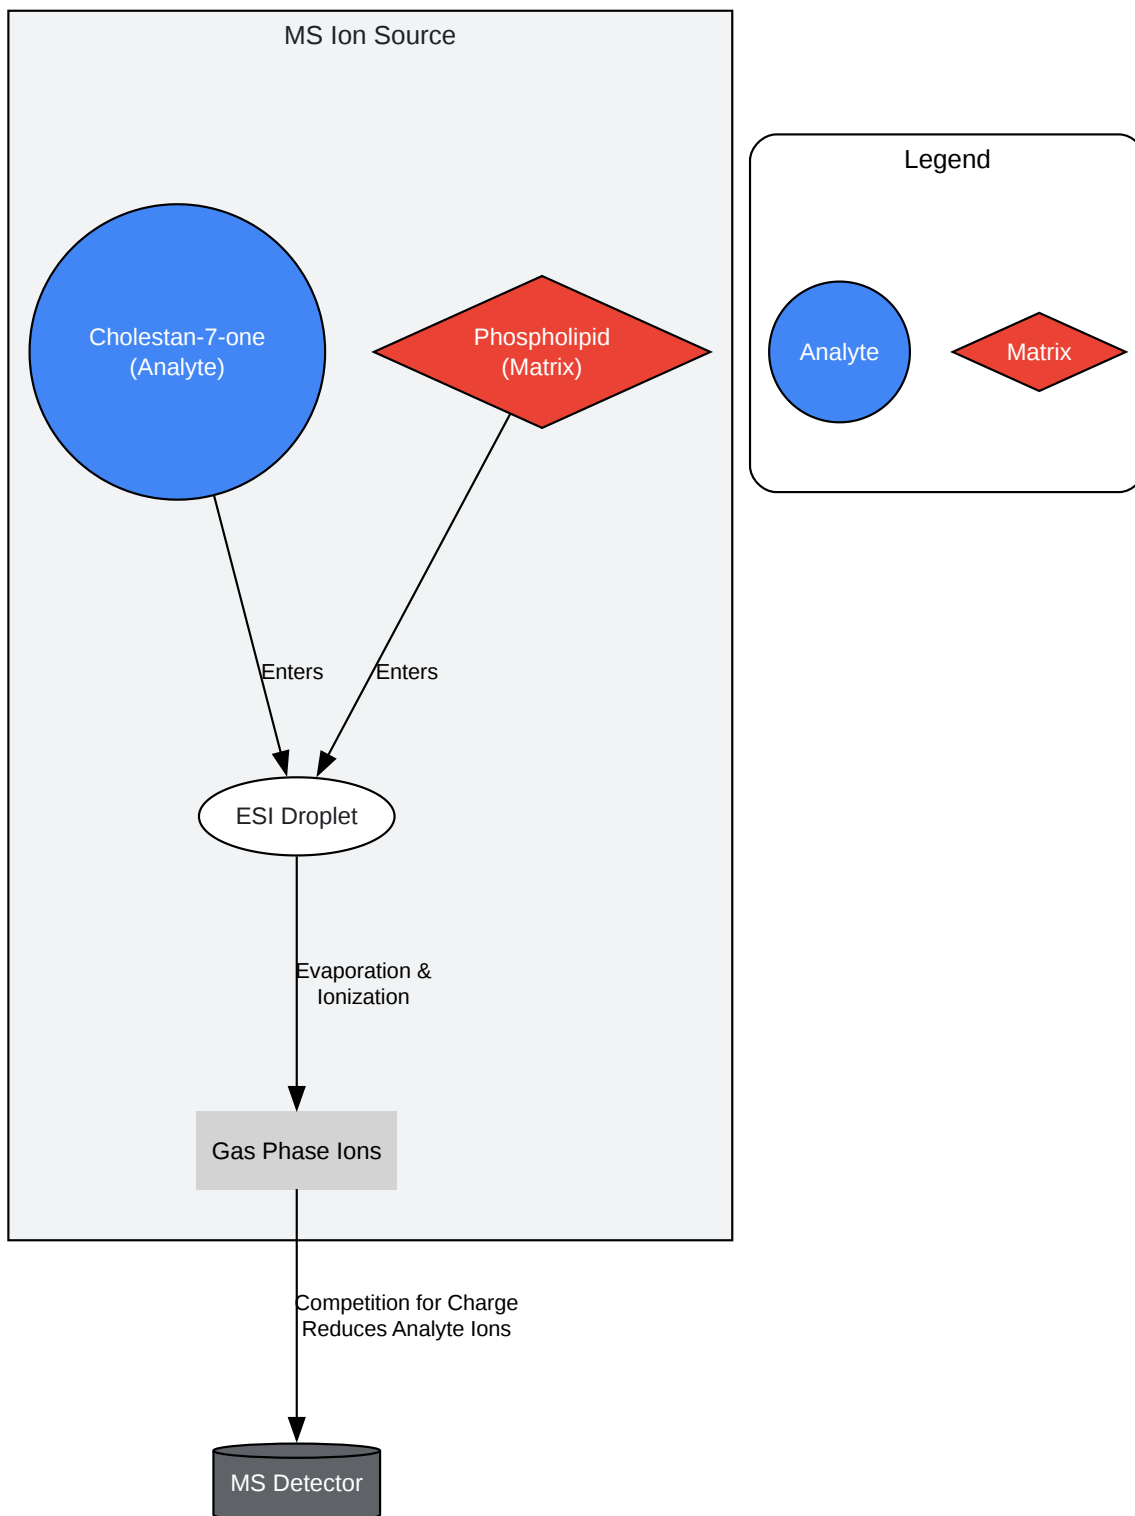 MS Ion Source
Legend
Cholestan-7-one
(Analyte)
Phospholipid
(Matrix)
Analyte
Matrix
Enters
Enters
ESI Droplet
Evaporation &
Ionization
Gas Phase Ions
Competition for Charge
Reduces Analyte Ions
MS Detector